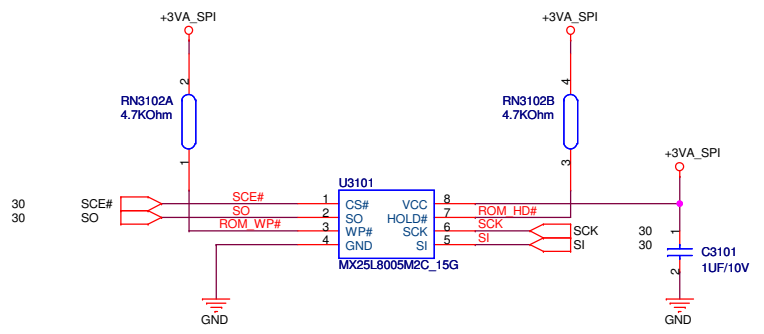 +3VA_SPI
+3VA_SPI
2
4
RN3102A
4.7KOhm
RN3102B
4.7KOhm
1
3
+3VA_SPI
U3101
30 SCE# SCE# 1 CS# VCC 8
30 SO SO 2 SO HOLD# 7 ROM_HD#
ROM_WP# 3 WP# SCK 6 SCK SCK 30
4 GND SI 5 SI SI 30
MX25L8005M2C_15G
1
C3101
1UF/10V
2
GND
GND